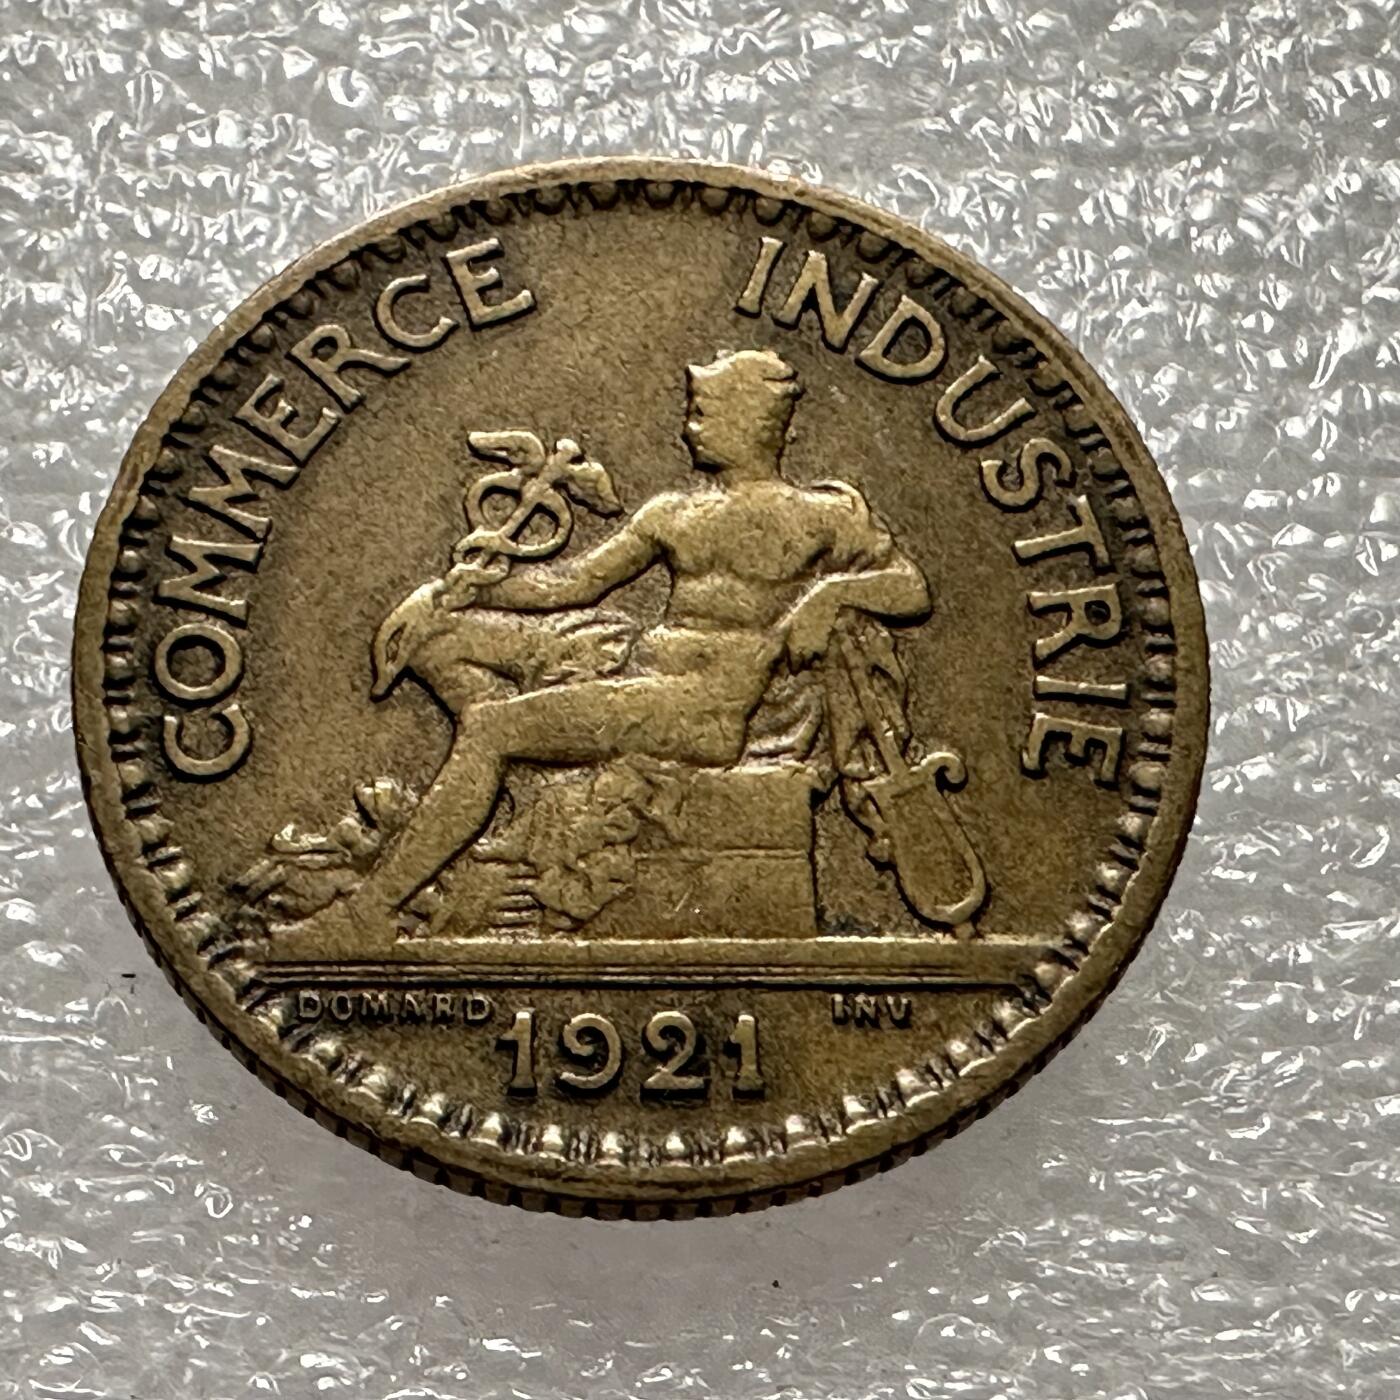 COMMERCE INDUSTRIE
DOMARD INV
1921